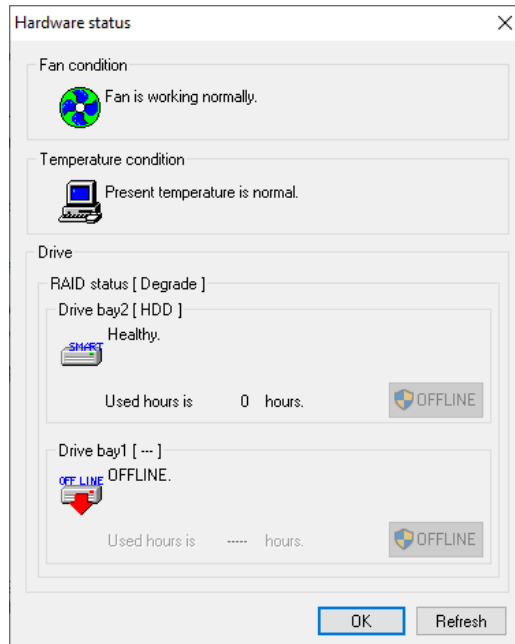 Hardware status
Fan condition
Fan is working normally.
Temperature condition
Present temperature is normal.
Drive
RAID status [ Degrade ]
Drive bay2 [ HDD ]
Healthy.
SMART
Used hours is 0 hours.
OFFLINE
Drive bay1 [ --- ]
OFFLINE.
OFF LINE
Used hours is ----- hours.
OFFLINE
OK
Refresh